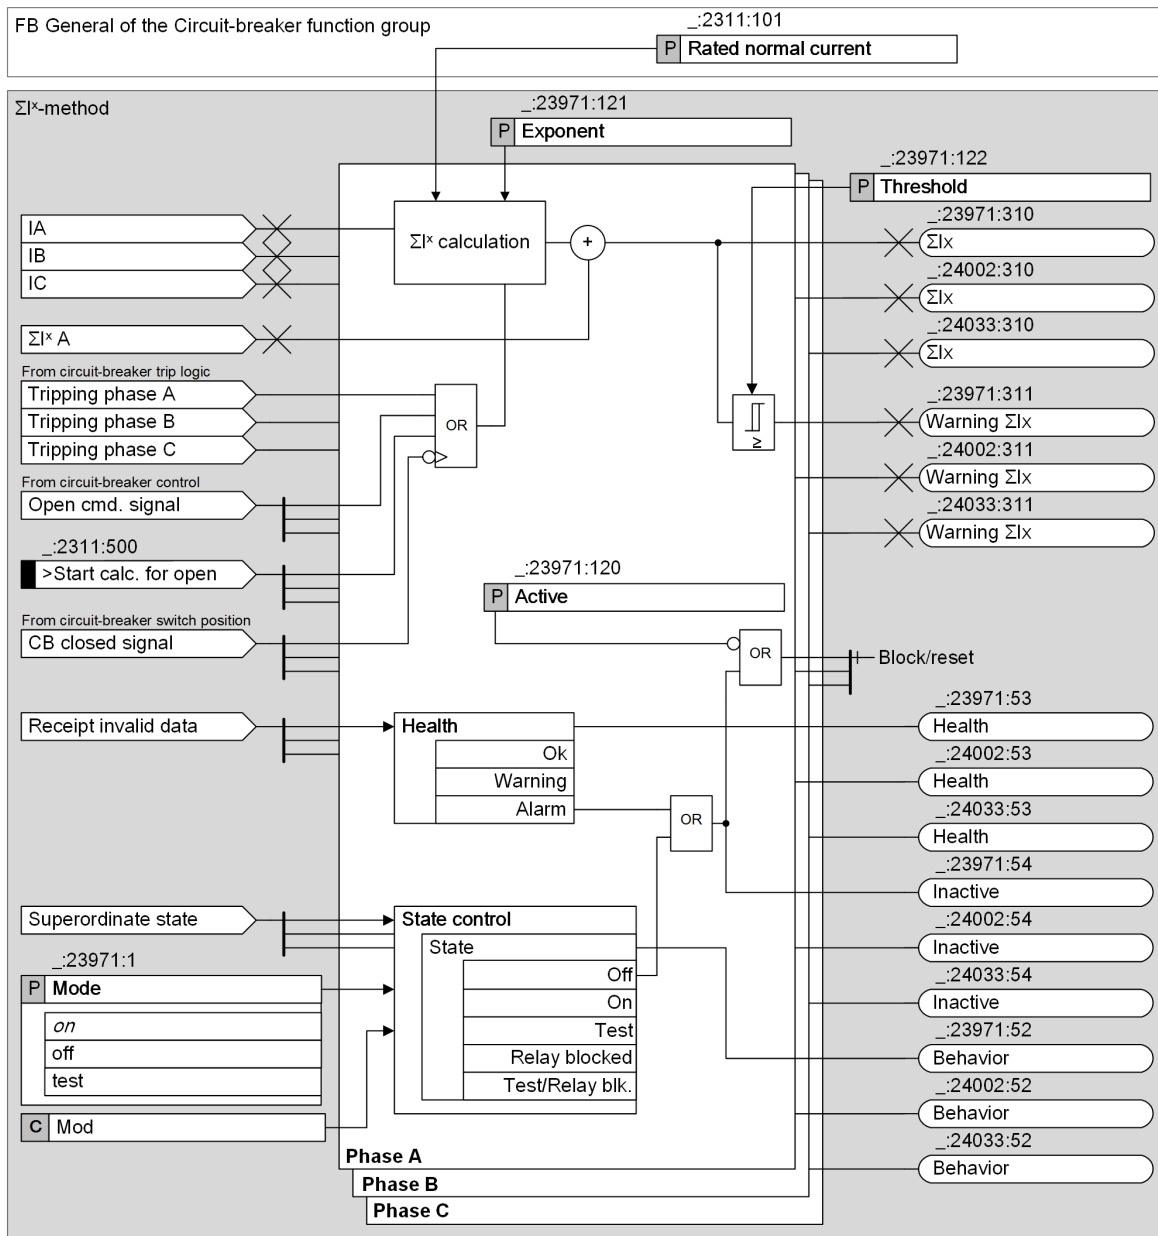 FB General of the Circuit-breaker function group
_:2311:101
P Rated normal current
ΣIˣ-method
_:23971:121
P Exponent
_:23971:122
P Threshold
IA
IB
IC
ΣIˣ calculation
+
_:23971:310
ΣIx
_:24002:310
ΣIx
_:24033:310
ΣIx
ΣIˣ A
From circuit-breaker trip logic
Tripping phase A
Tripping phase B
Tripping phase C
OR
≥
_:23971:311
Warning ΣIx
_:24002:311
Warning ΣIx
_:24033:311
Warning ΣIx
From circuit-breaker control
Open cmd. signal
_:2311:500
>Start calc. for open
From circuit-breaker switch position
CB closed signal
_:23971:120
P Active
OR
Block/reset
Receipt invalid data
Health
Ok
Warning
Alarm
OR
_:23971:53
Health
_:24002:53
Health
_:24033:53
Health
_:23971:54
Inactive
_:24002:54
Inactive
_:24033:54
Inactive
_:23971:52
Behavior
_:24002:52
Behavior
_:24033:52
Behavior
Superordinate state
_:23971:1
P Mode
on
off
test
C Mod
State control
State
Off
On
Test
Relay blocked
Test/Relay blk.
Phase A
Phase B
Phase C